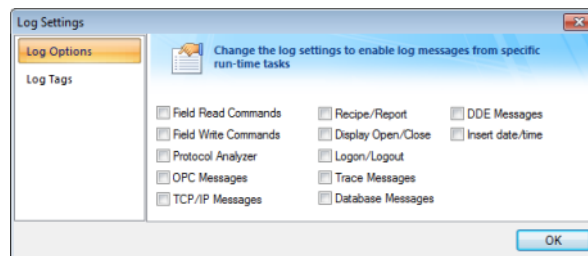 Log Settings
Log Options
Log Tags
Change the log settings to enable log messages from specific
run-time tasks
Field Read Commands
Field Write Commands
Protocol Analyzer
OPC Messages
TCP/IP Messages
Recipe/Report
Display Open/Close
Logon/Logout
Trace Messages
Database Messages
DDE Messages
Insert date/time
OK